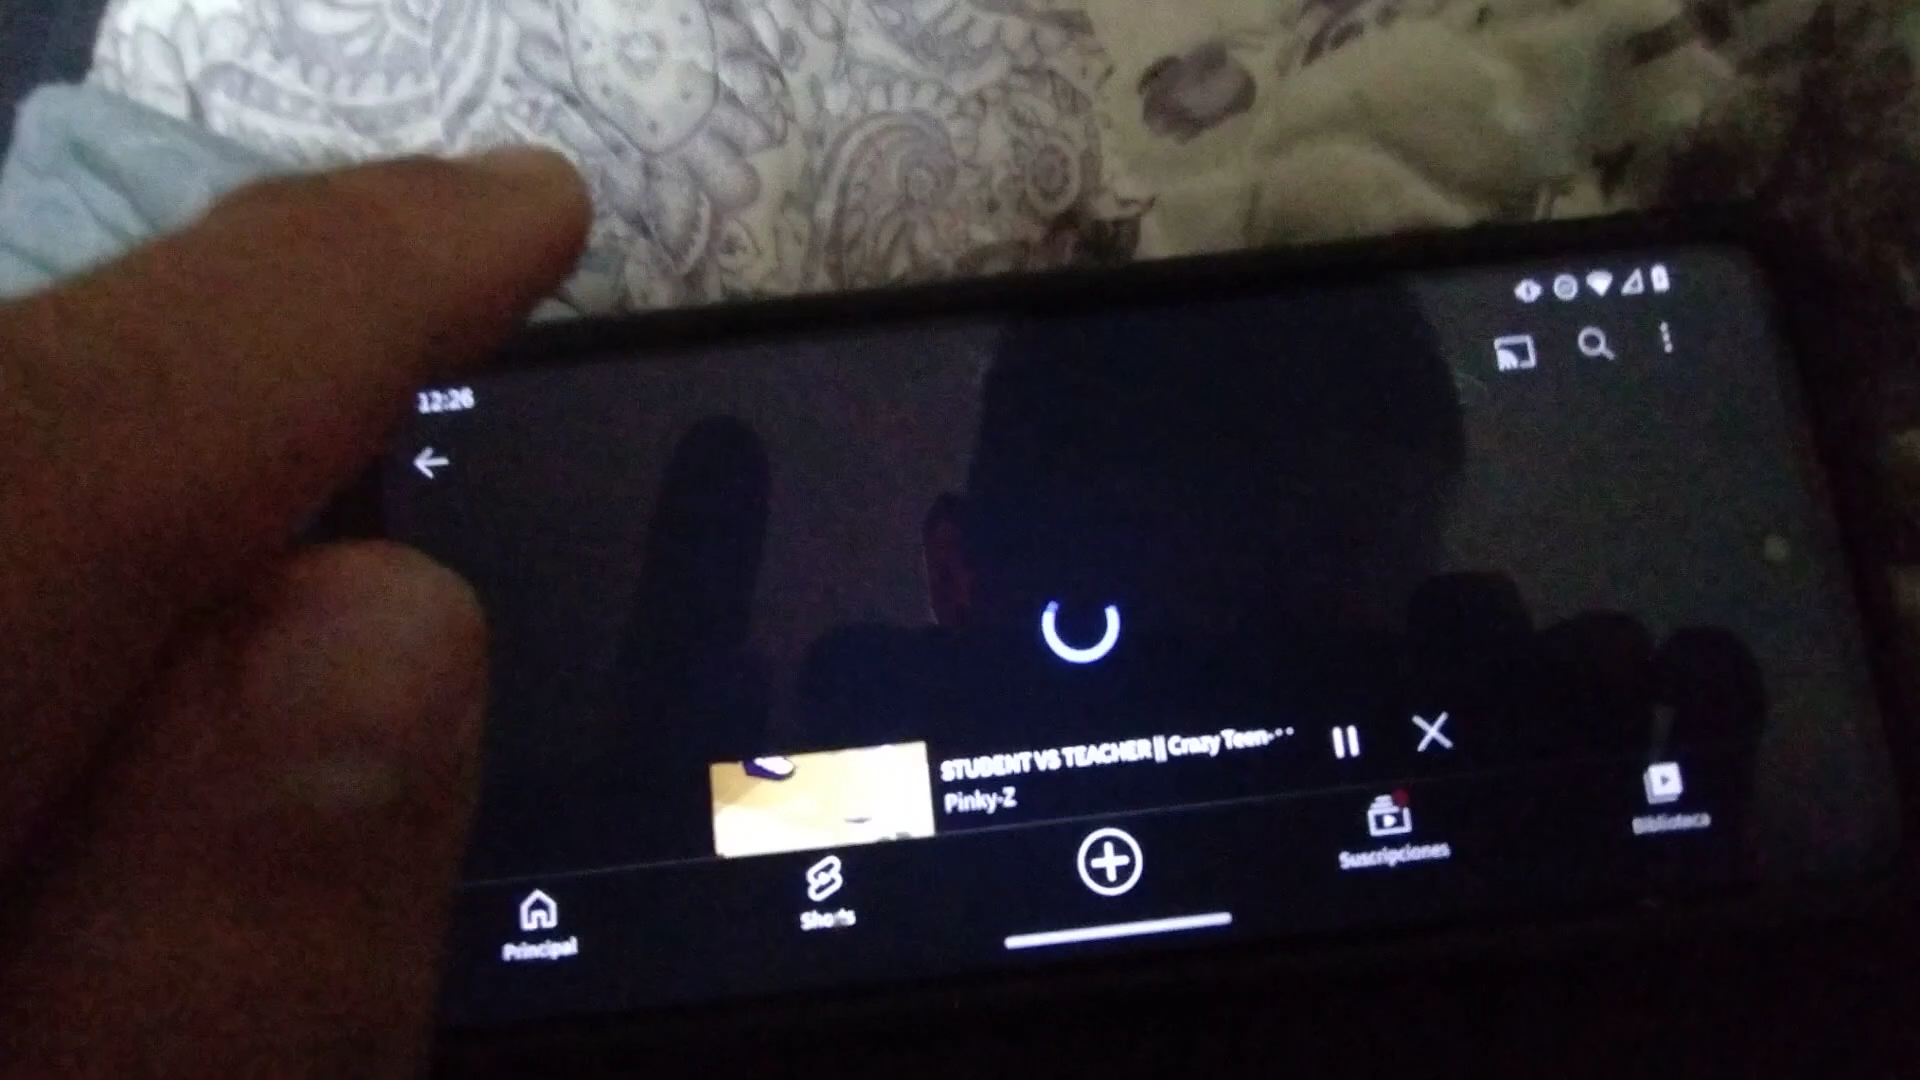 12:26
STUDENT VS TEACHER || Crazy Teen-··
Pinky-Z
Principal
Shorts
Suscripciones
Biblioteca